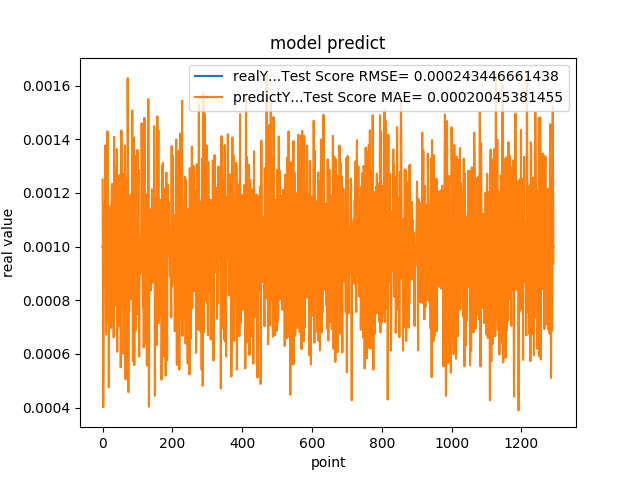 model predict
realY...Test Score RMSE= 0.000243446661438
predictY...Test Score MAE= 0.00020045381455
0.0016
0.0014
0.0012
0.0010
0.0008
0.0006
0.0004
real value
0 200 400 600 800 1000 1200
point